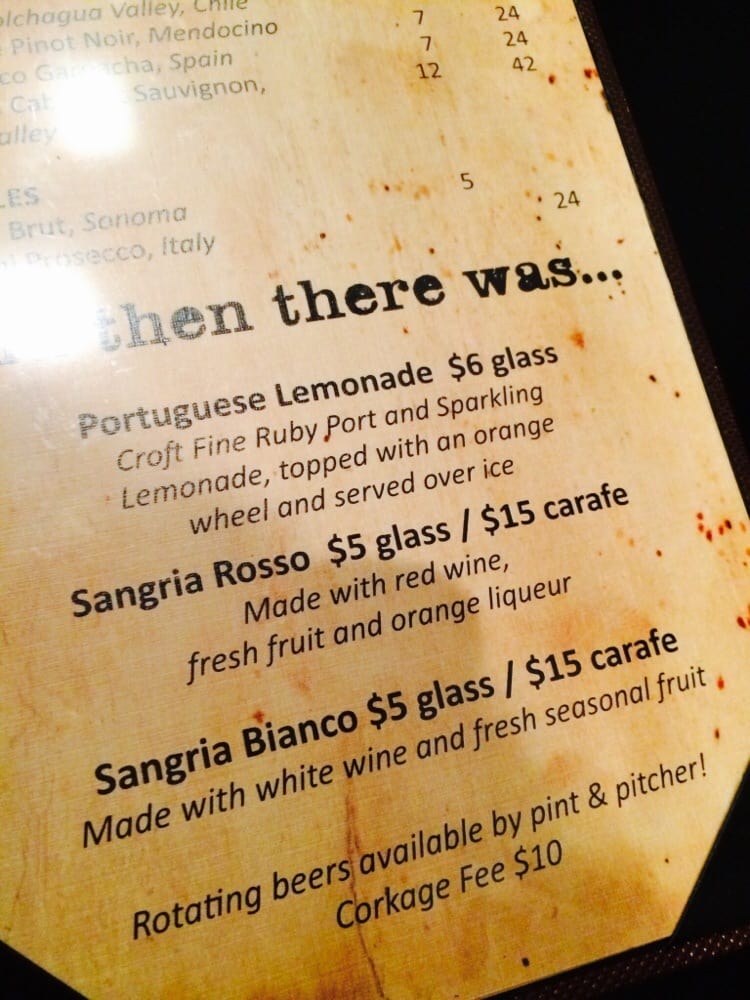 Valley, Chile
Pinot Noir, Mendocino 7 24
Spain 7 24
Sauvignon, 12 42
Brut, Sonoma 5
Prosecco, Italy 24
then there was...
Portuguese Lemonade $6 glass
Croft Fine Ruby Port and Sparkling
Lemonade, topped with an orange
wheel and served over ice
Sangria Rosso $5 glass / $15 carafe
Made with red wine,
fresh fruit and orange liqueur
Sangria Bianco $5 glass / $15 carafe
Made with white wine and fresh seasonal fruit
Rotating beers available by pint & pitcher!
Corkage Fee $10